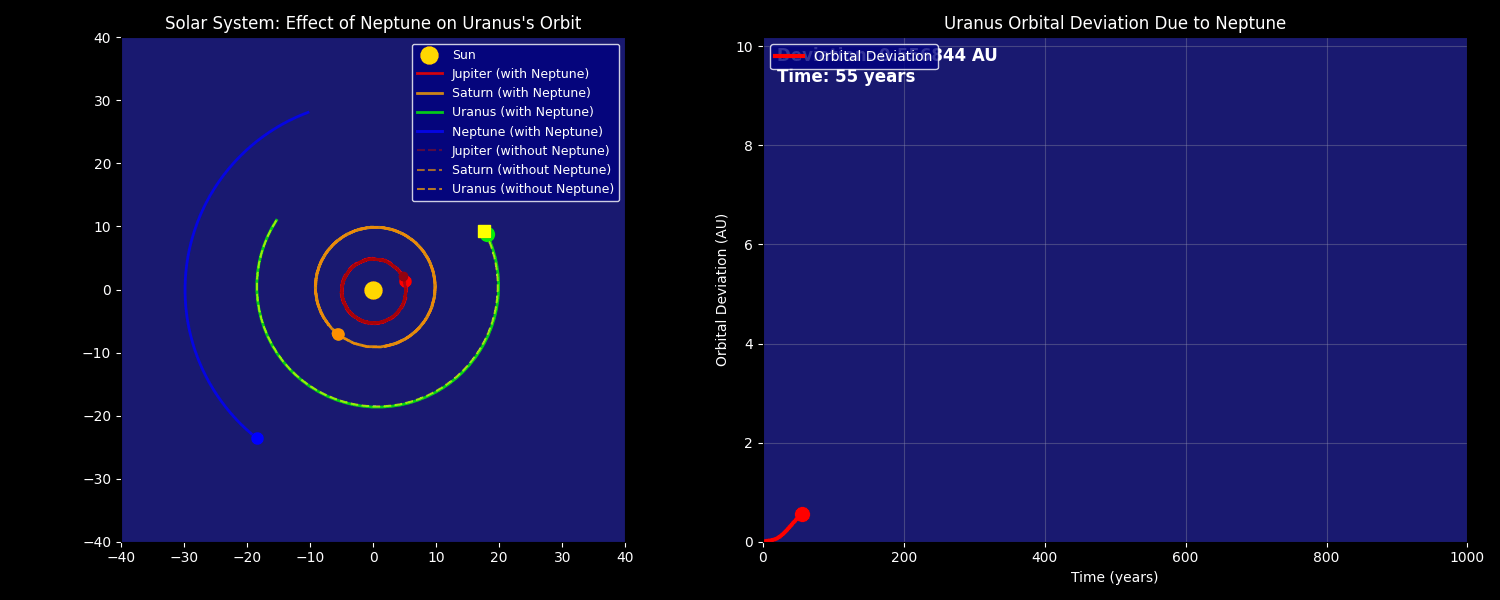 Solar System: Effect of Neptune on Uranus's Orbit
40
30
20
10
0
−10
−20
−30
−40
−40
−30
−20
−10
0
10
20
30
40
Sun
Jupiter (with Neptune)
Saturn (with Neptune)
Uranus (with Neptune)
Neptune (with Neptune)
Jupiter (without Neptune)
Saturn (without Neptune)
Uranus (without Neptune)
Uranus Orbital Deviation Due to Neptune
Orbital Deviation (AU)
10
8
6
4
2
0
0
200
400
600
800
1000
Time (years)
Orbital Deviation
AU
Time: 55 years